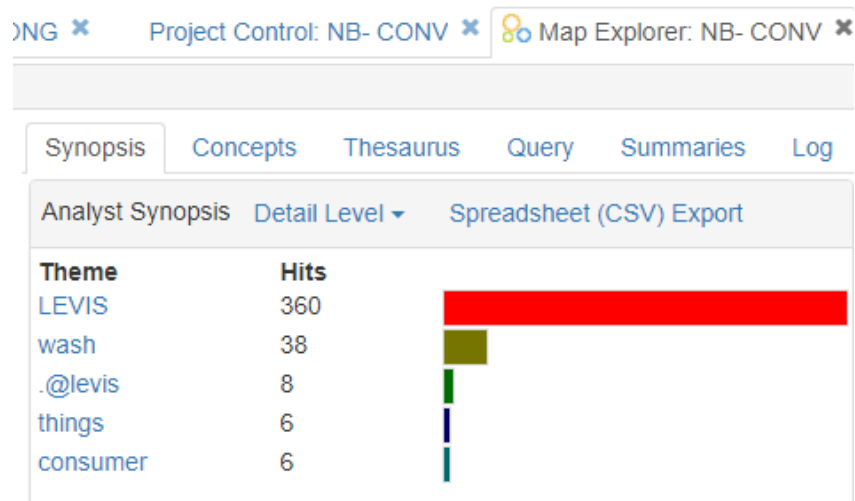 ONG × Project Control: NB- CONV × Map Explorer: NB- CONV ×
Synopsis Concepts Thesaurus Query Summaries Log
Analyst Synopsis Detail Level Spreadsheet (CSV) Export
Theme Hits
LEVIS 360
wash 38
.@levis 8
things 6
consumer 6